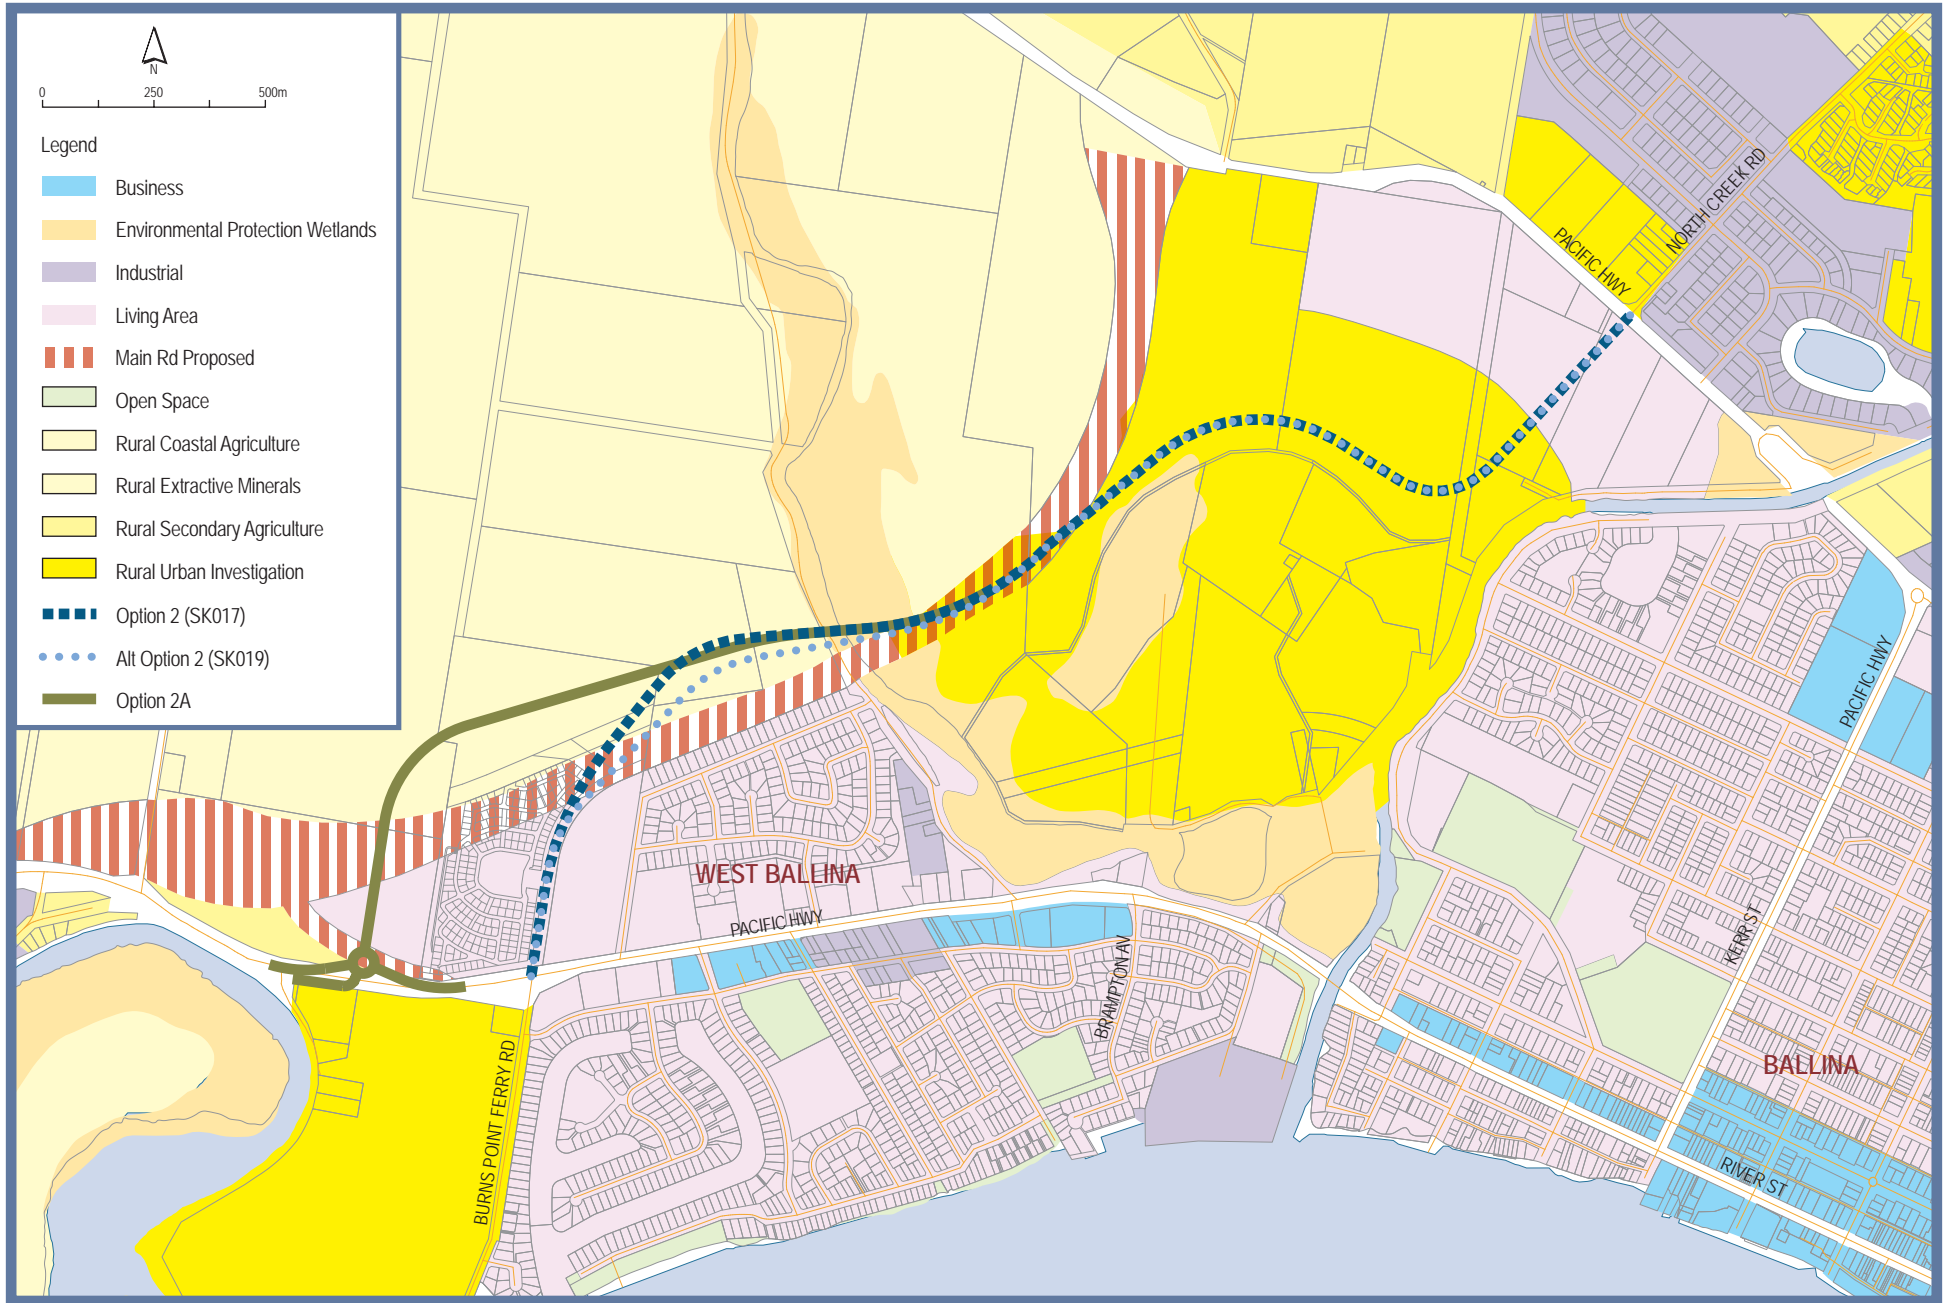 N
0 250 500m
Legend
Business
Environmental Protection Wetlands
Industrial
Living Area
Main Rd Proposed
Open Space
Rural Coastal Agriculture
Rural Extractive Minerals
Rural Secondary Agriculture
Rural Urban Investigation
Option 2 (SK017)
Alt Option 2 (SK019)
Option 2A
NORTH CREEK RD
PACIFIC HWY
PACIFIC HWY
WEST BALLINA
PACIFIC HWY
KERR ST
BRAMPTON AV
BALLINA
BURNS POINT FERRY RD
RIVER ST